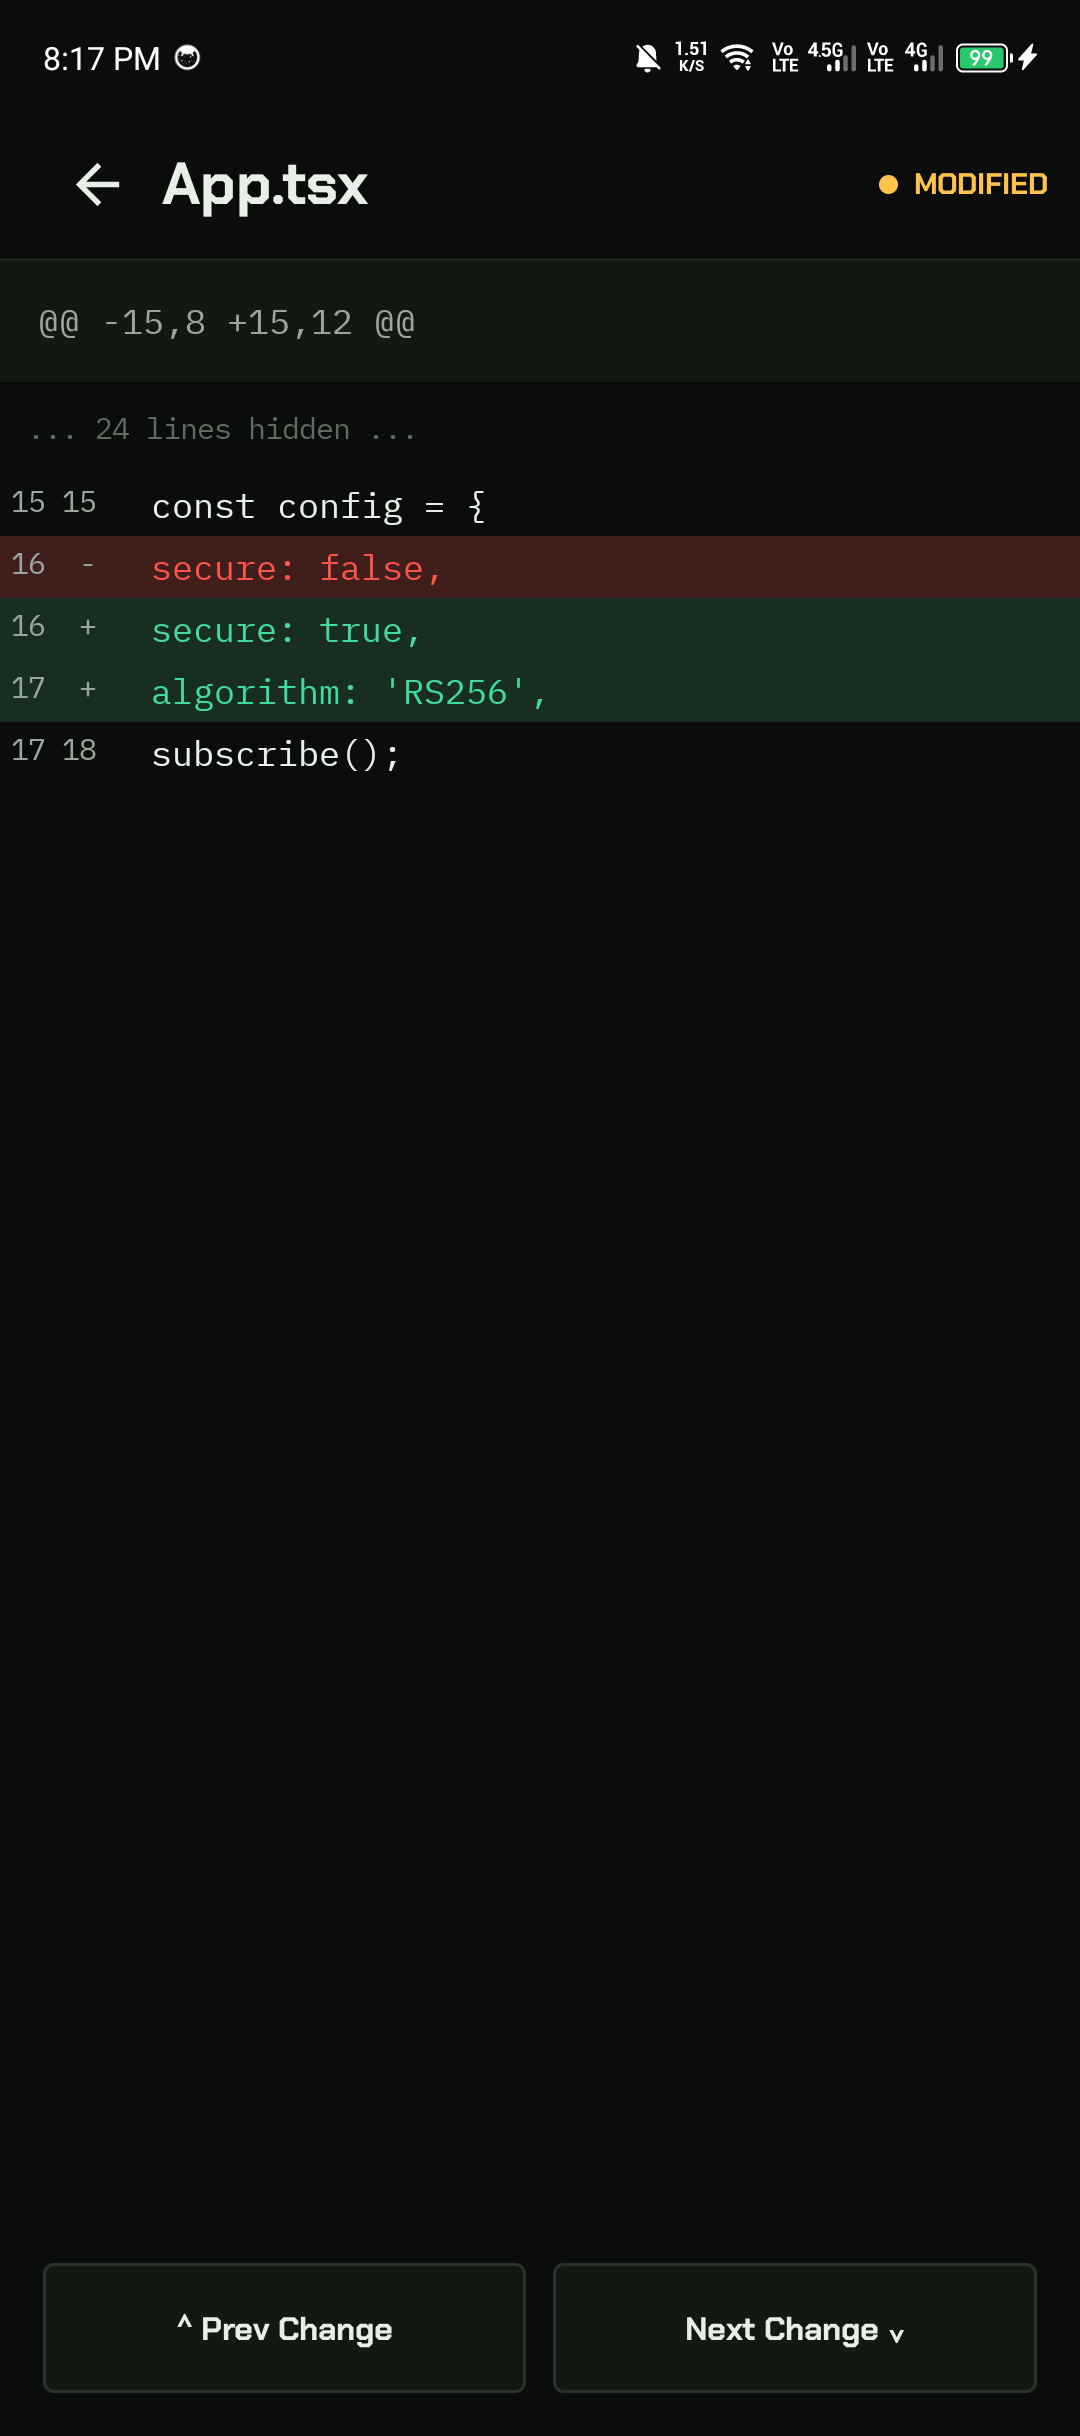 8:17 PM
1.51 K/S
Vo LTE 4.5G Vo LTE 4G 99
App.tsx
MODIFIED
@@ -15,8 +15,12 @@
... 24 lines hidden ...
15 15 const config = {
16 - secure: false,
16 + secure: true,
17 + algorithm: 'RS256',
17 18 subscribe();
^ Prev Change
Next Change v